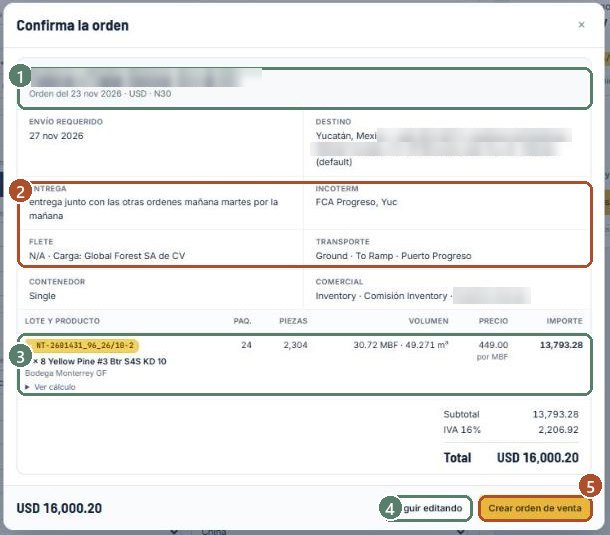 Confirma la orden
×
1
Orden del 23 nov 2026 · USD · N30
ENVÍO REQUERIDO
27 nov 2026
DESTINO
Yucatán,
(default)
2
entrega junto con las otras ordenes mañana martes por la
mañana
INCOTERM
FCA Progreso, Yuc
FLETE
N/A · Carga: Global Forest SA de CV
TRANSPORTE
Ground · To Ramp · Puerto Progreso
CONTENEDOR
Single
COMERCIAL
Inventory · Comisión Inventory ·
LOTE Y PRODUCTO PAQ. PIEZAS VOLUMEN PRECIO IMPORTE
3
NT-2601431_96_26/10-2 24 2,304 30.72 MBF · 49.271 m³ 449.00 13,793.28
por MBF
× 8 Yellow Pine #3 Btr S4S KD 10
Bodega Monterrey GF
▸ Ver cálculo
Subtotal 13,793.28
IVA 16% 2,206.92
Total USD 16,000.20
USD 16,000.20
4
editando
5
Crear orden de venta
China